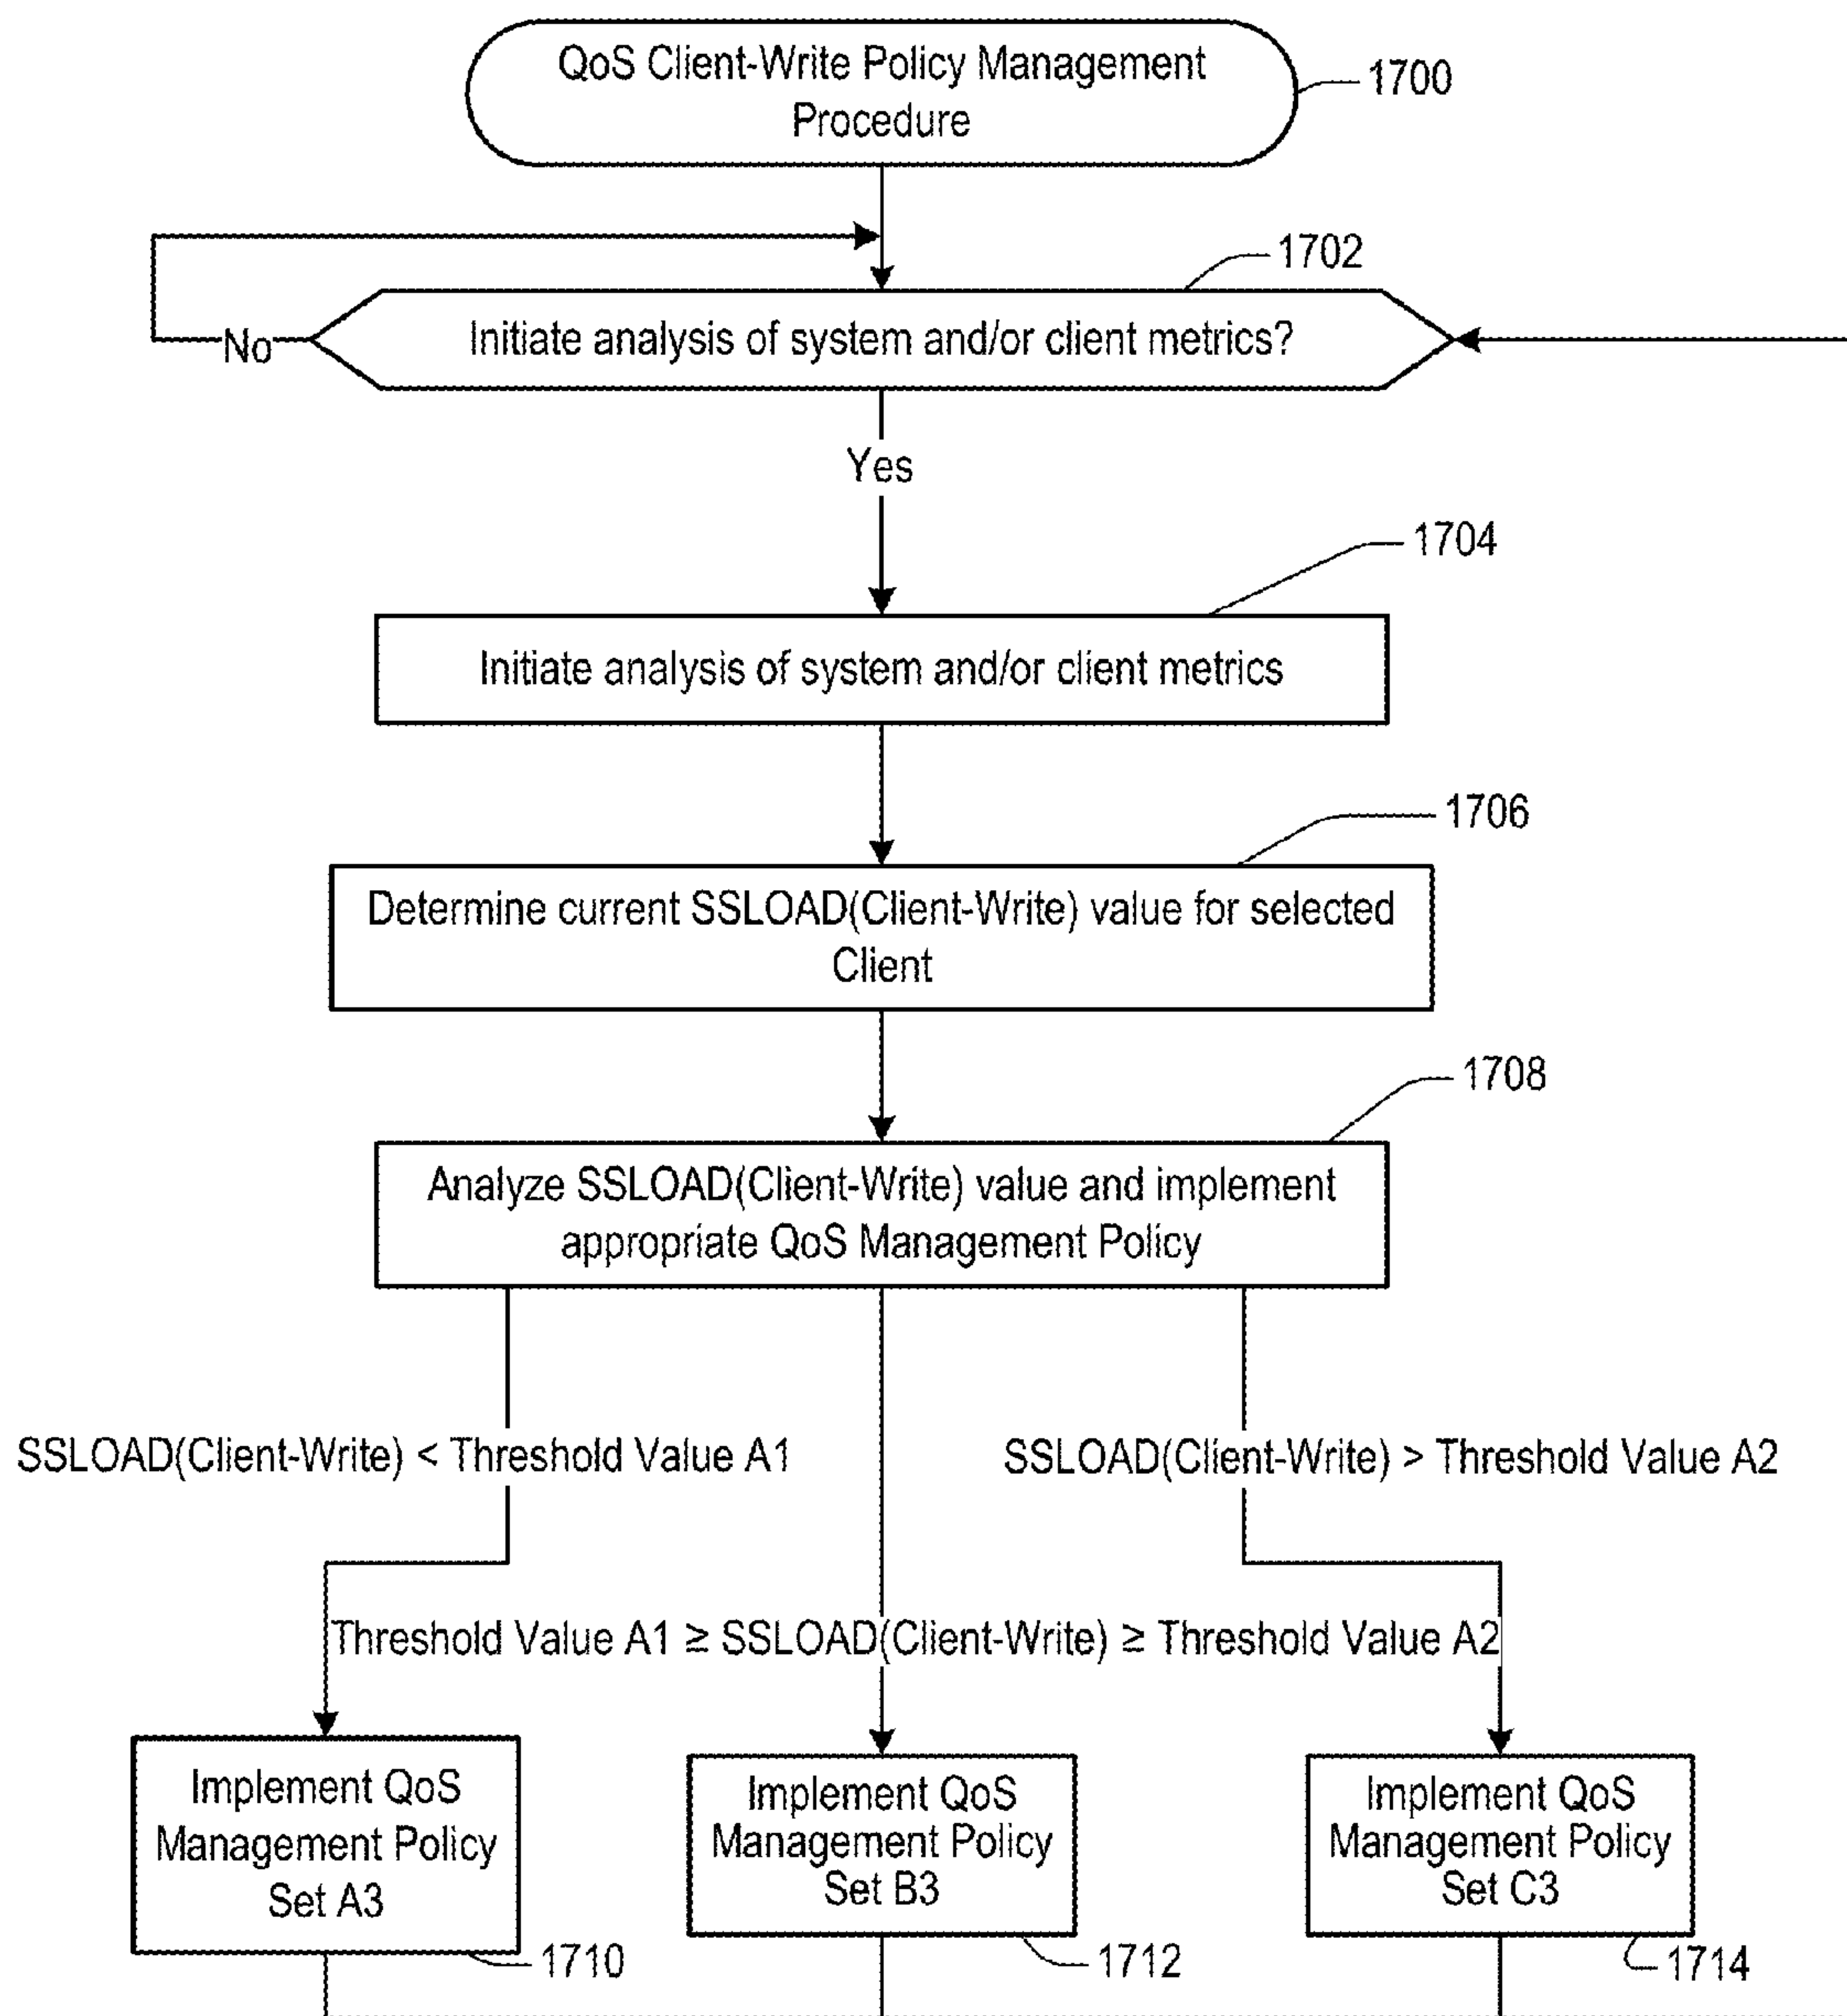 QoS Client-Write Policy Management
Procedure
1700
1702
Initiate analysis of system and/or client metrics?
No
Yes
1704
Initiate analysis of system and/or client metrics
1706
Determine current SSLOAD(Client-Write) value for selected
Client
1708
Analyze SSLOAD(Client-Write) value and implement
appropriate QoS Management Policy
SSLOAD(Client-Write) < Threshold Value A1
SSLOAD(Client-Write) > Threshold Value A2
Threshold Value A1 ≥ SSLOAD(Client-Write) ≥ Threshold Value A2
Implement QoS
Management Policy
Set A3
1710
Implement QoS
Management Policy
Set B3
1712
Implement QoS
Management Policy
Set C3
1714